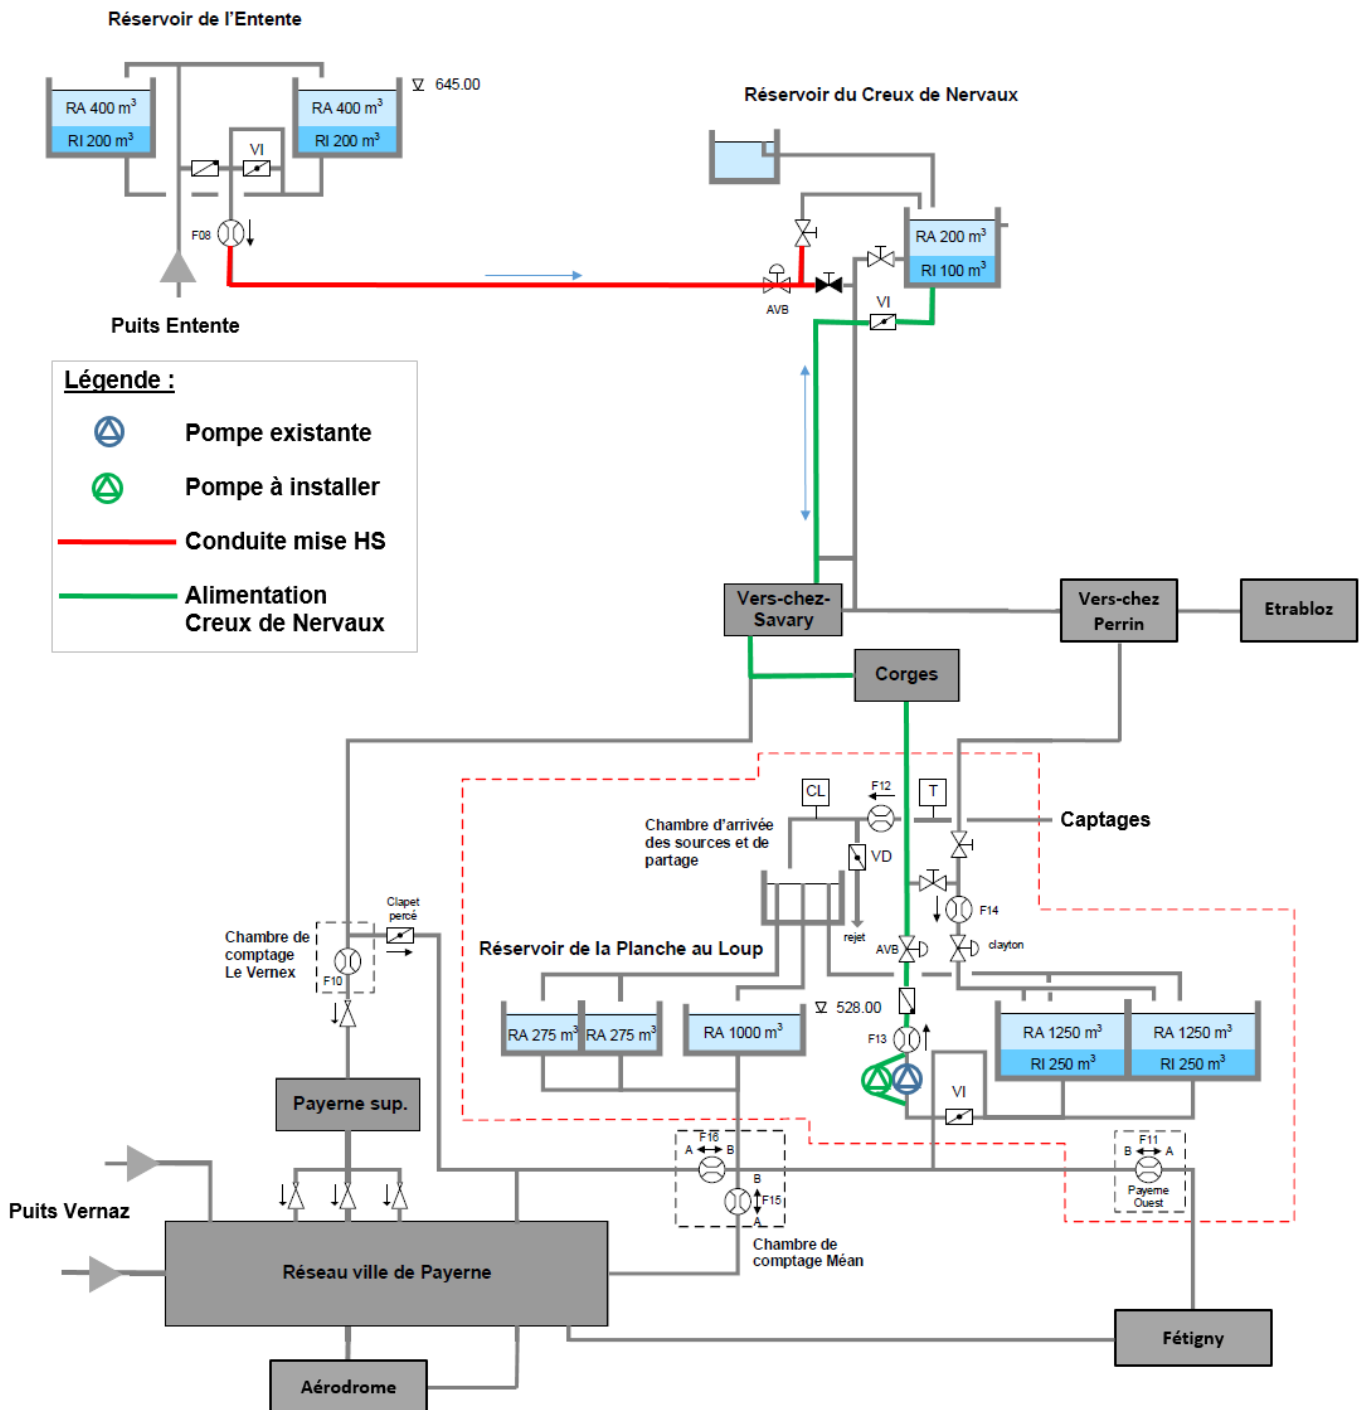 Réservoir de l'Entente
645.00
RA 400 m³
RI 200 m³
RA 400 m³
RI 200 m³
VI
F08
Puits Entente
Réservoir du Creux de Nervaux
RA 200 m³
RI 100 m³
AVB
VI
Légende :
Pompe existante
Pompe à installer
Conduite mise HS
Alimentation
Creux de Nervaux
Vers-chez-
Savary
Vers-chez
Perrin
Etrabloz
Corges
CL
F12
T
Captages
Chambre d'arrivée
des sources et de
partage
VD
rejet
F14
clayton
AVB
Clapet
percé
Chambre de
comptage
Le Vernex
F10
Réservoir de la Planche au Loup
528.00
RA 275 m³
RA 275 m³
RA 1000 m³
F13
RA 1250 m³
RI 250 m³
RA 1250 m³
RI 250 m³
VI
Payerne sup.
F16
A
B
B
F15
A
F11
B
A
Payerne
Ouest
Chambre de
comptage Méan
Puits Vernaz
Réseau ville de Payerne
Fétigny
Aérodrome